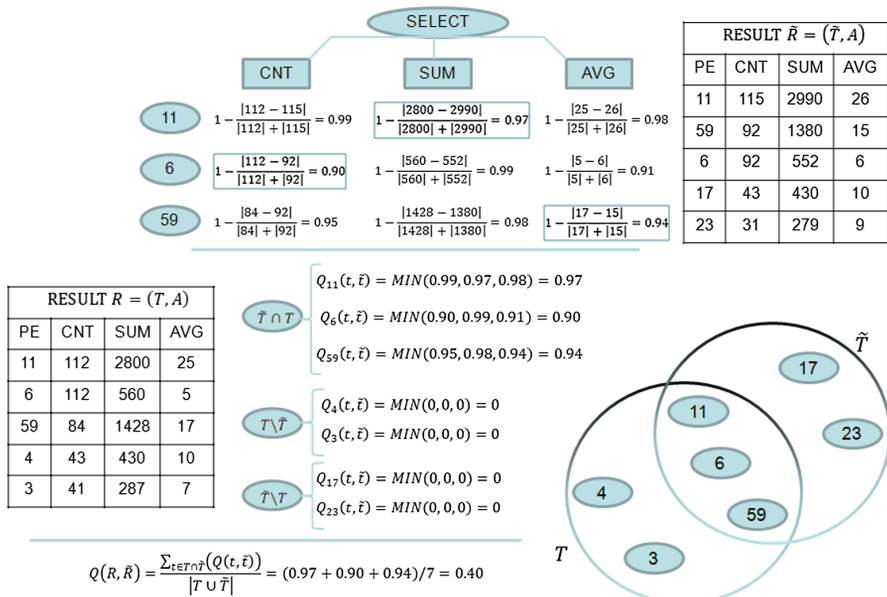 SELECT
CNT SUM AVG
11 1 − |112 − 115| / |112| + |115| = 0.99 1 − |2800 − 2990| / |2800| + |2990| = 0.97 1 − |25 − 26| / |25| + |26| = 0.98
6 1 − |112 − 92| / |112| + |92| = 0.90 1 − |560 − 552| / |560| + |552| = 0.99 1 − |5 − 6| / |5| + |6| = 0.91
59 1 − |84 − 92| / |84| + |92| = 0.95 1 − |1428 − 1380| / |1428| + |1380| = 0.98 1 − |17 − 15| / |17| + |15| = 0.94
RESULT R̃ = (T̃, A)
PE CNT SUM AVG
11 115 2990 26
59 92 1380 15
6 92 552 6
17 43 430 10
23 31 279 9
RESULT R = (T, A)
PE CNT SUM AVG
11 112 2800 25
6 112 560 5
59 84 1428 17
4 43 430 10
3 41 287 7
T̃ ∩ T
Q₁₁(t, t̃) = MIN(0.99, 0.97, 0.98) = 0.97
Q₆(t, t̃) = MIN(0.90, 0.99, 0.91) = 0.90
Q₅₉(t, t̃) = MIN(0.95, 0.98, 0.94) = 0.94
T\T̃
Q₄(t, t̃) = MIN(0,0,0) = 0
Q₃(t, t̃) = MIN(0,0,0) = 0
T̃\T
Q₁₇(t, t̃) = MIN(0,0,0) = 0
Q₂₃(t, t̃) = MIN(0,0,0) = 0
Q(R, R̃) = ∑t∈T∩T̃(Q(t, t̃)) / |T ∪ T̃| = (0.97 + 0.90 + 0.94)/7 = 0.40
T̃
17
11
23
6
4
59
T
3